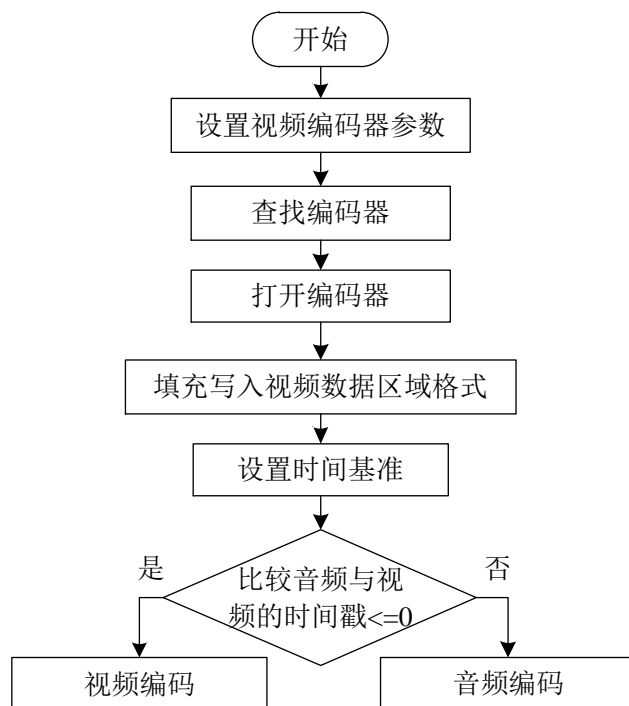 开始
设置视频编码器参数
查找编码器
打开编码器
填充写入视频数据区域格式
设置时间基准
是
比较音频与视
频的时间戳<=0
否
视频编码
音频编码